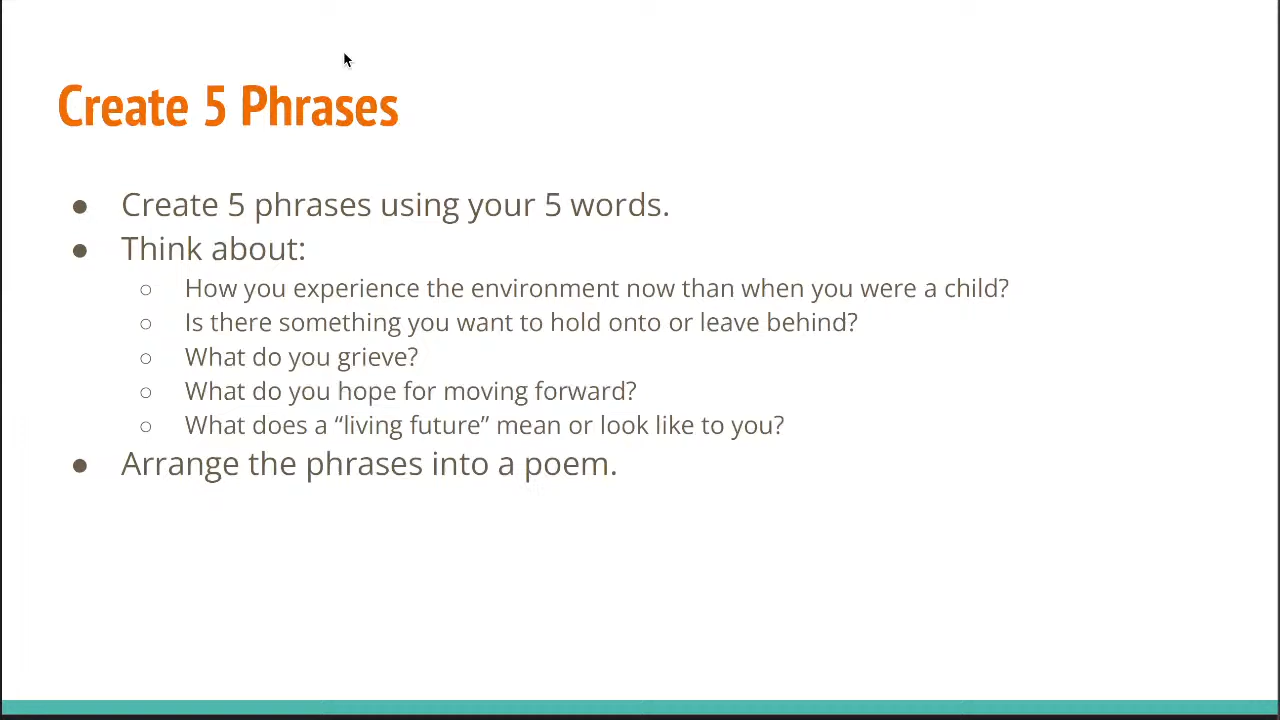 Create 5 Phrases
● Create 5 phrases using your 5 words.
● Think about:
○ How you experience the environment now than when you were a child?
○ Is there something you want to hold onto or leave behind?
○ What do you grieve?
○ What do you hope for moving forward?
○ What does a “living future” mean or look like to you?
● Arrange the phrases into a poem.